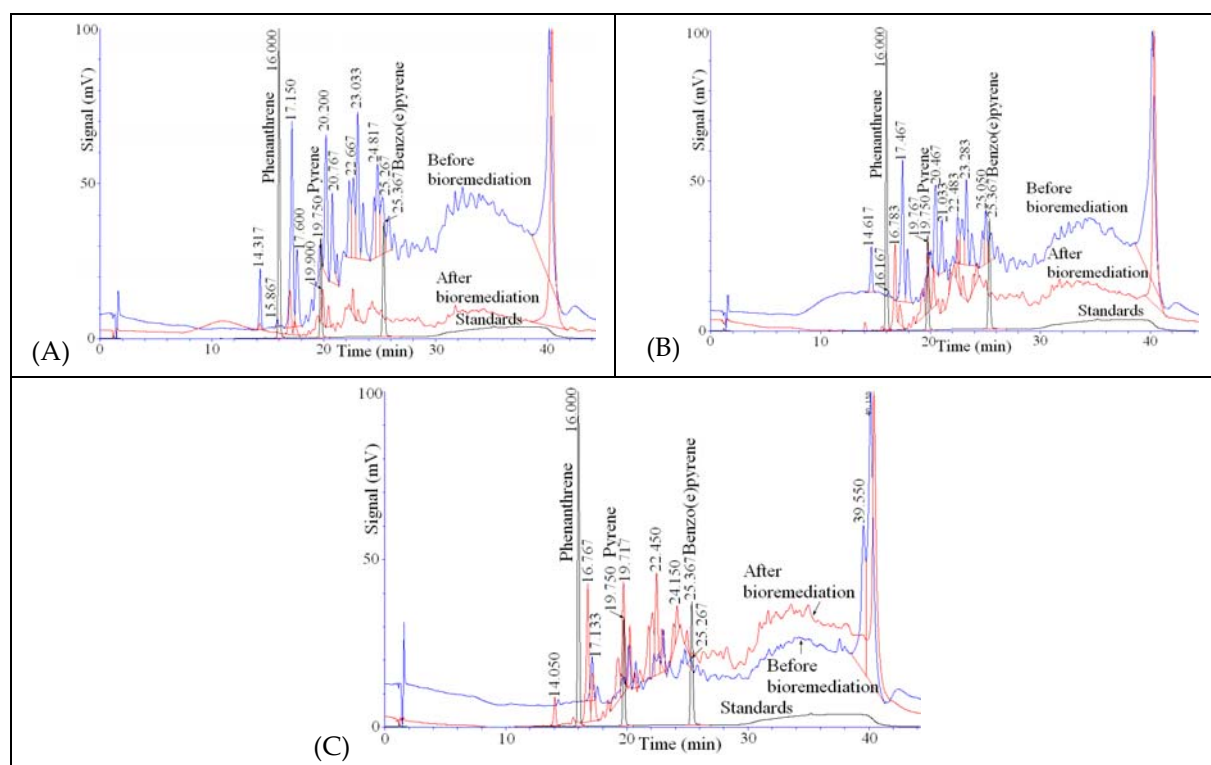 100
Signal (mV)
50
0
14.317
15.867
Phenanthrene
16.000
17.150
17.600
19.900
19.750 Pyrene
20.200
20.767
22.667
23.033
24.817
25.267
25.367 Benzo(e)pyrene
Before
bioremediation
After
bioremediation
Standards
0
10
20
30
40
Time (min)
(A)
100
Signal (mV)
50
0
14.617
16.167
Phenanthrene
16.000
16.783
17.467
19.767
19.750 Pyrene
20.467
21.033
22.483
23.283
25.050
25.367 Benzo(e)pyrene
Before
bioremediation
After
bioremediation
Standards
0
10
20
30
40
Time (min)
(B)
100
Signal (mV)
50
0
14.050
Phenanthrene
16.000
16.767
17.133
19.750 Pyrene
19.717
22.450
24.150
25.367 Benzo(e)pyrene
25.267
39.550
After
bioremediation
Before
bioremediation
Standards
0
10
20
30
40
Time (min)
(C)